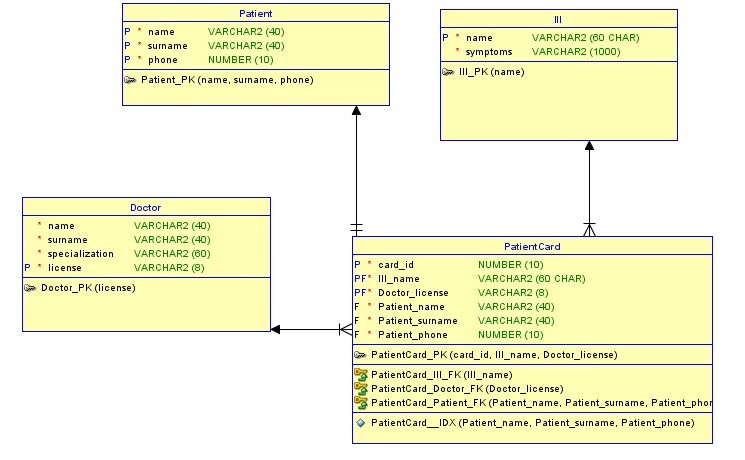 Patient
P * name VARCHAR2 (40)
P * surname VARCHAR2 (40)
P * phone NUMBER (10)
Patient_PK (name, surname, phone)
Ill
P * name VARCHAR2 (60 CHAR)
* symptoms VARCHAR2 (1000)
Ill_PK (name)
Doctor
* name VARCHAR2 (40)
* surname VARCHAR2 (40)
* specialization VARCHAR2 (60)
P * license VARCHAR2 (8)
Doctor_PK (license)
PatientCard
P * card_id NUMBER (10)
PF* Ill_name VARCHAR2 (60 CHAR)
PF* Doctor_license VARCHAR2 (8)
F * Patient_name VARCHAR2 (40)
F * Patient_surname VARCHAR2 (40)
F * Patient_phone NUMBER (10)
PatientCard_PK (card_id, Ill_name, Doctor_license)
PatientCard_Ill_FK (Ill_name)
PatientCard_Doctor_FK (Doctor_license)
PatientCard_Patient_FK (Patient_name, Patient_surname, Patient_phor
PatientCard__IDX (Patient_name, Patient_surname, Patient_phone)